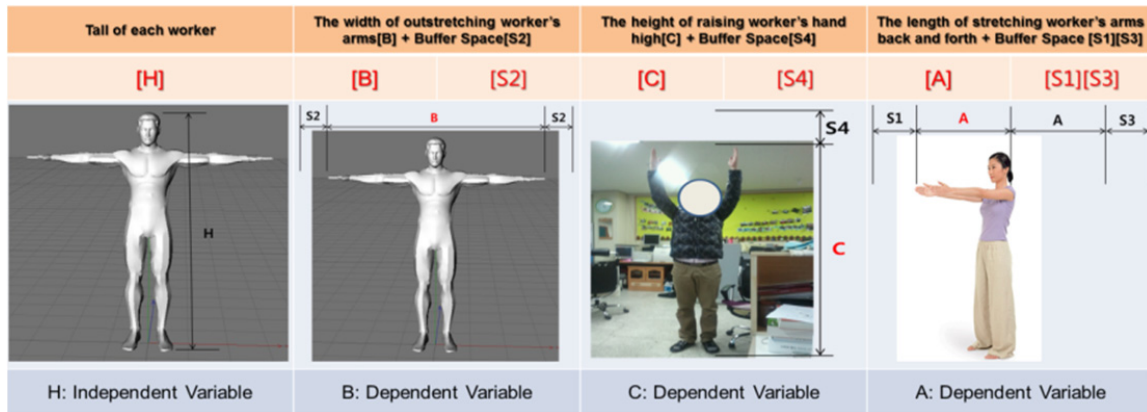 Tall of each worker
The width of outstretching worker's
arms[B] + Buffer Space[S2]
The height of raising worker's hand
high[C] + Buffer Space[S4]
The length of stretching worker's arms
back and forth + Buffer Space [S1][S3]
[H]
[B]
[S2]
[C]
[S4]
[A]
[S1][S3]
H
S2
B
S2
S4
C
S1
A
A
S3
H: Independent Variable
B: Dependent Variable
C: Dependent Variable
A: Dependent Variable